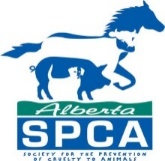 Alberta
SPCA
SOCIETY FOR THE PREVENTION
OF CRUELTY TO ANIMALS